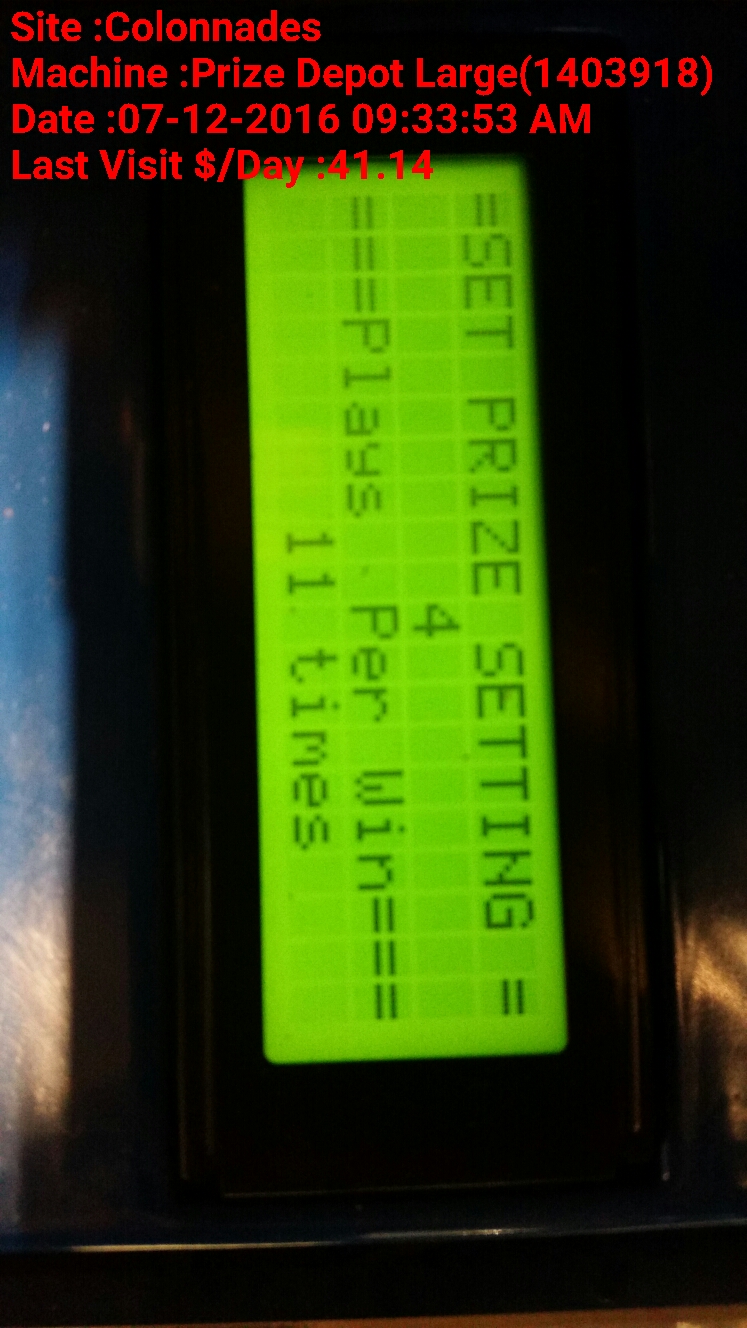 Site :Colonnades
Machine :Prize Depot Large(1403918)
Date :07-12-2016 09:33:53 AM
Last Visit $/Day :41.14
=SET PRIZE SETTING =
4
===Plays Per Win===
11 times